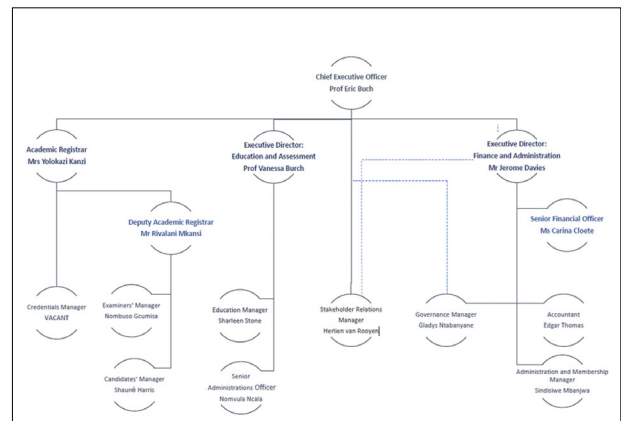 Chief Executive Officer
Prof Eric Buch
Academic Registrar
Mrs Yolokazi Kanzi
Executive Director:
Education and Assessment
Prof Vanessa Burch
Executive Director:
Finance and Administration
Mr Jerome Davies
Deputy Academic Registrar
Mr Rivalani Mkansi
Senior Financial Officer
Ms Carina Cloete
Credentials Manager
VACANT
Examiners' Manager
Nombuso Gcumisa
Education Manager
Sharleen Stone
Stakeholder Relations
Manager
Herlien van Rooyen
Governance Manager
Gladys Ntabanyane
Accountant
Edgar Thomas
Candidates' Manager
Shauné Harris
Senior
Administrations Officer
Nomvula Ncala
Administration and Membership
Manager
Sindisiwe Mbanjwa